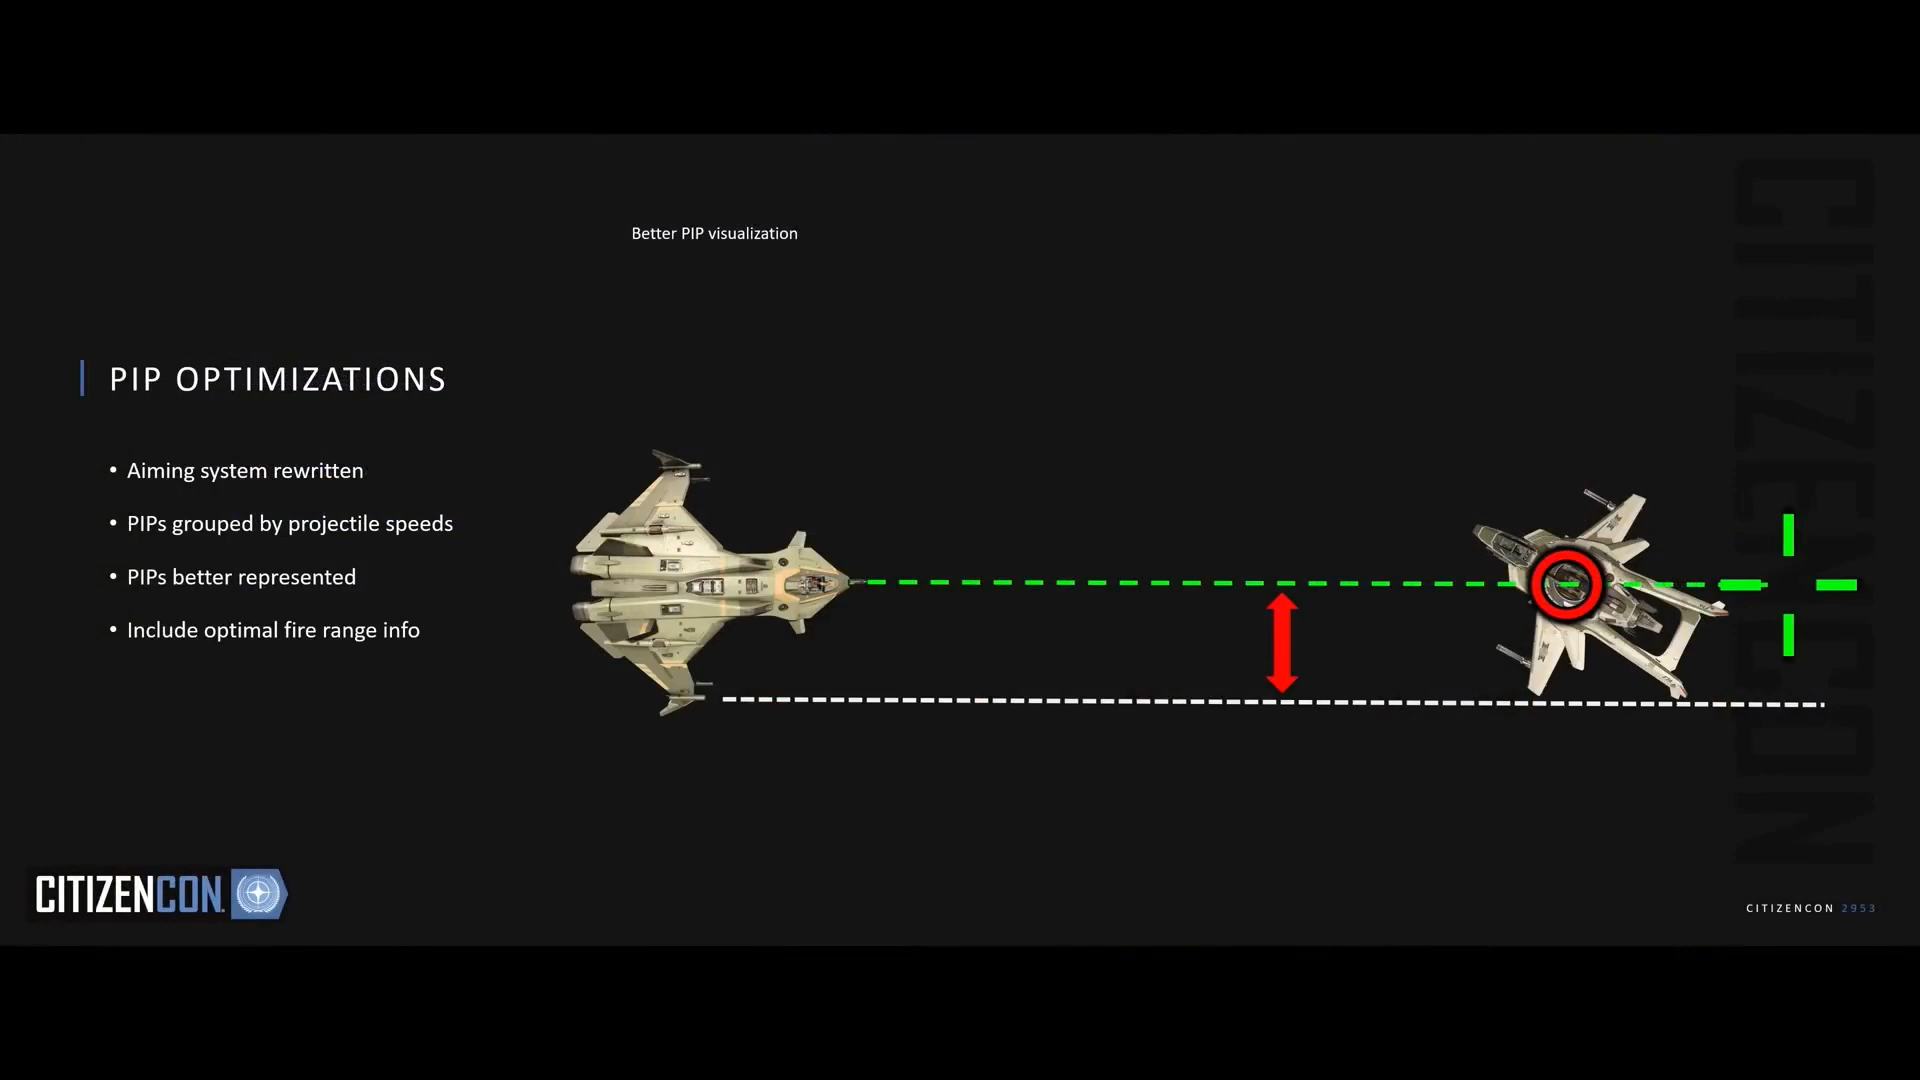 Better PIP visualization
PIP OPTIMIZATIONS
• Aiming system rewritten
• PIPs grouped by projectile speeds
• PIPs better represented
• Include optimal fire range info
CITIZENCON
CITIZENCON.
CITIZENCON 2953